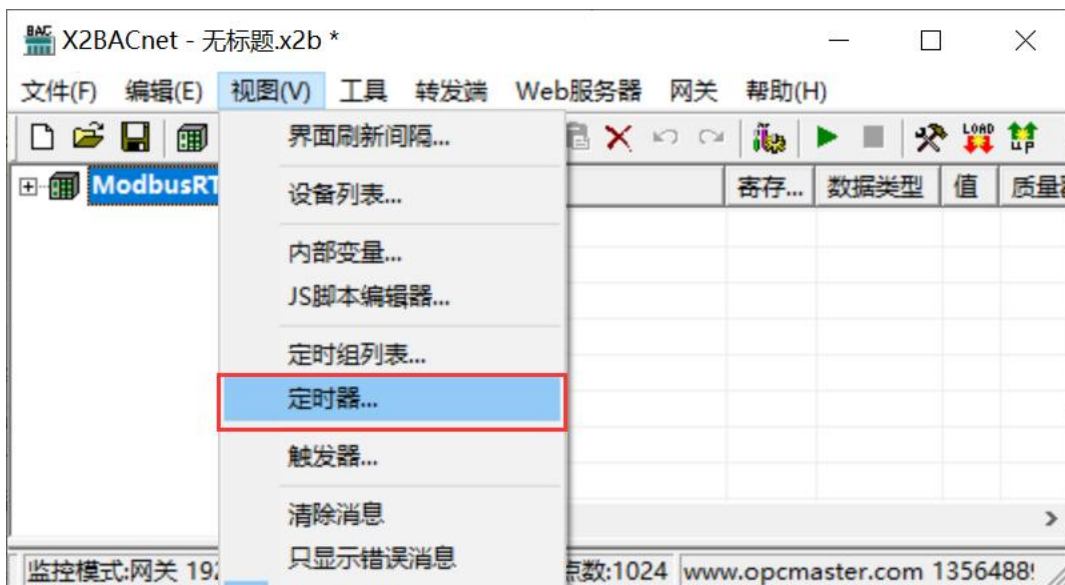 BAC
X2BACnet - 无标题.x2b *
文件(F) 编辑(E) 视图(V) 工具 转发端 Web服务器 网关 帮助(H)
界面刷新间隔...
LOAD
UP
设备列表...
ModbusRT
寄存... 数据类型 值 质量
内部变量...
JS脚本编辑器...
定时组列表...
定时器...
触发器...
清除消息
只显示错误消息
监控模式:网关 192 点数:1024 www.opcmaster.com 13564889